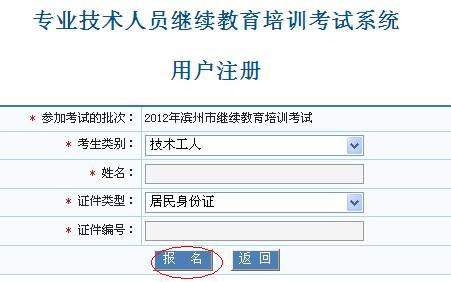 专业技术人员继续教育培训考试系统
用户注册
* 参加考试的批次： 2012年滨州市继续教育培训考试
* 考生类别： 技术工人
* 姓名：
* 证件类型： 居民身份证
* 证件编号：
报 名 返 回